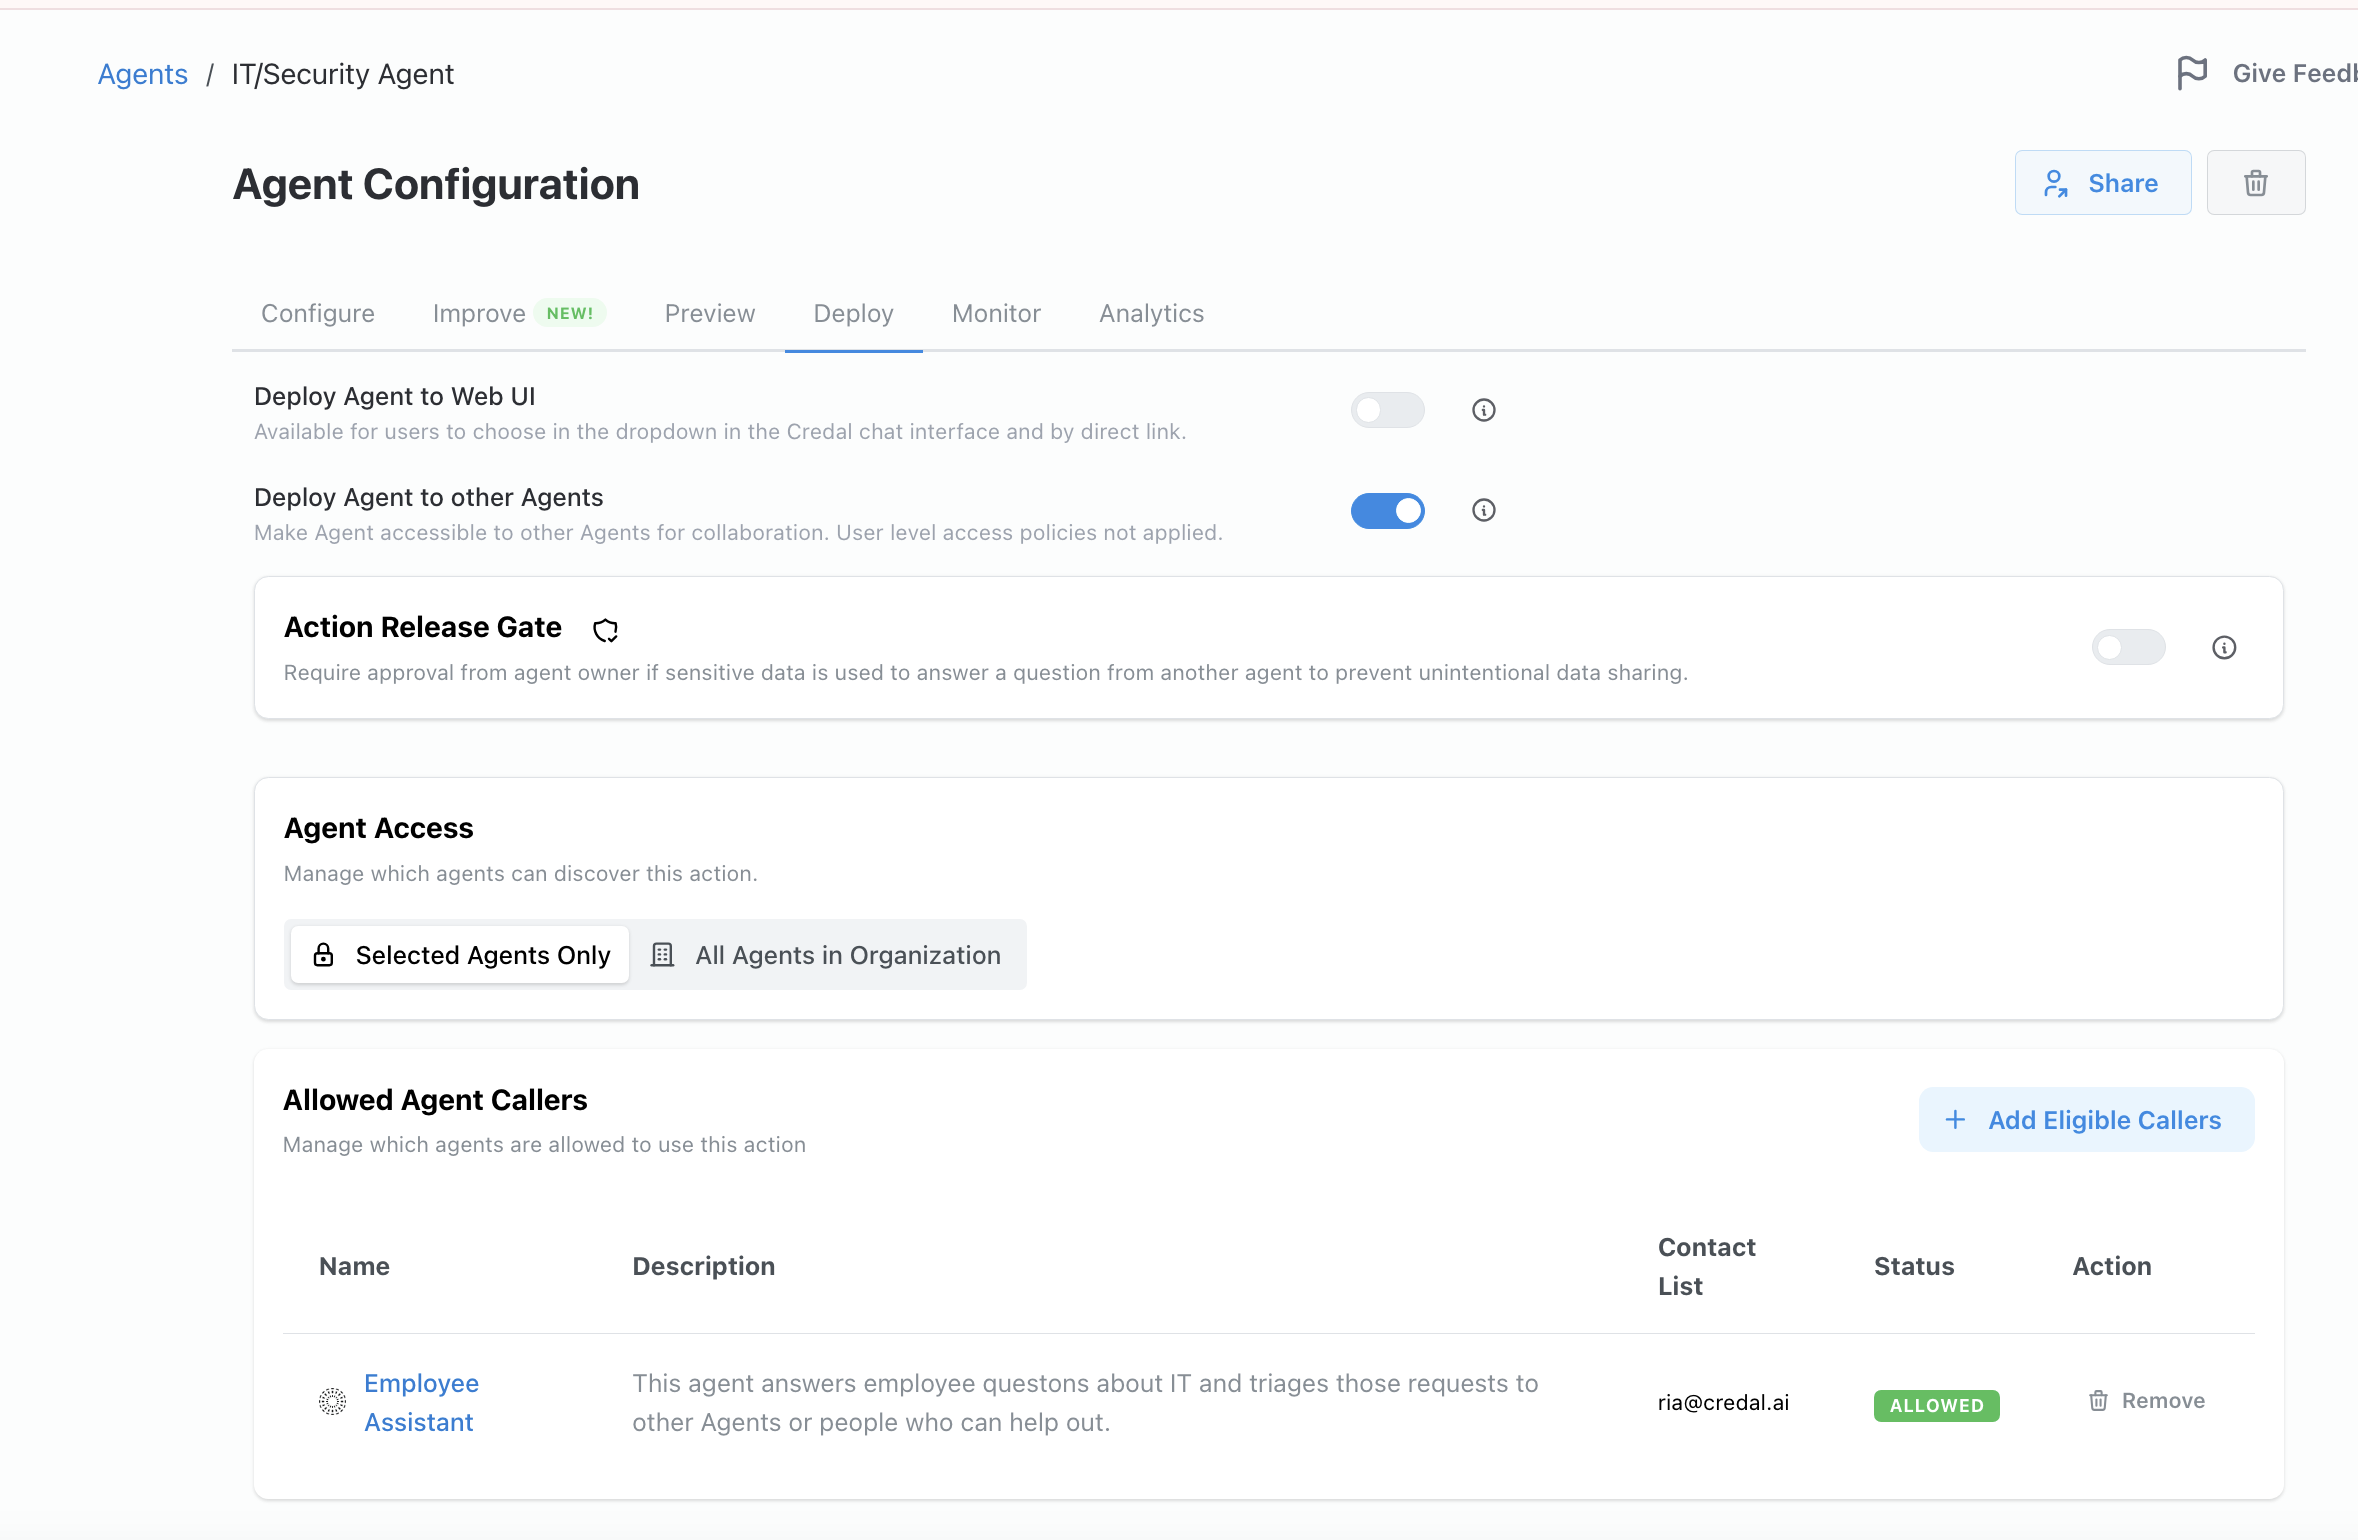 Agents / IT/Security Agent
Give Feedb
Agent Configuration
Share
Configure Improve NEW! Preview Deploy Monitor Analytics
Deploy Agent to Web UI
Available for users to choose in the dropdown in the Credal chat interface and by direct link.
Deploy Agent to other Agents
Make Agent accessible to other Agents for collaboration. User level access policies not applied.
Action Release Gate
Require approval from agent owner if sensitive data is used to answer a question from another agent to prevent unintentional data sharing.
Agent Access
Manage which agents can discover this action.
Selected Agents Only All Agents in Organization
Allowed Agent Callers
Manage which agents are allowed to use this action
+ Add Eligible Callers
Name Description Contact List Status Action
Employee Assistant
This agent answers employee questons about IT and triages those requests to
other Agents or people who can help out.
ria@credal.ai
ALLOWED
Remove